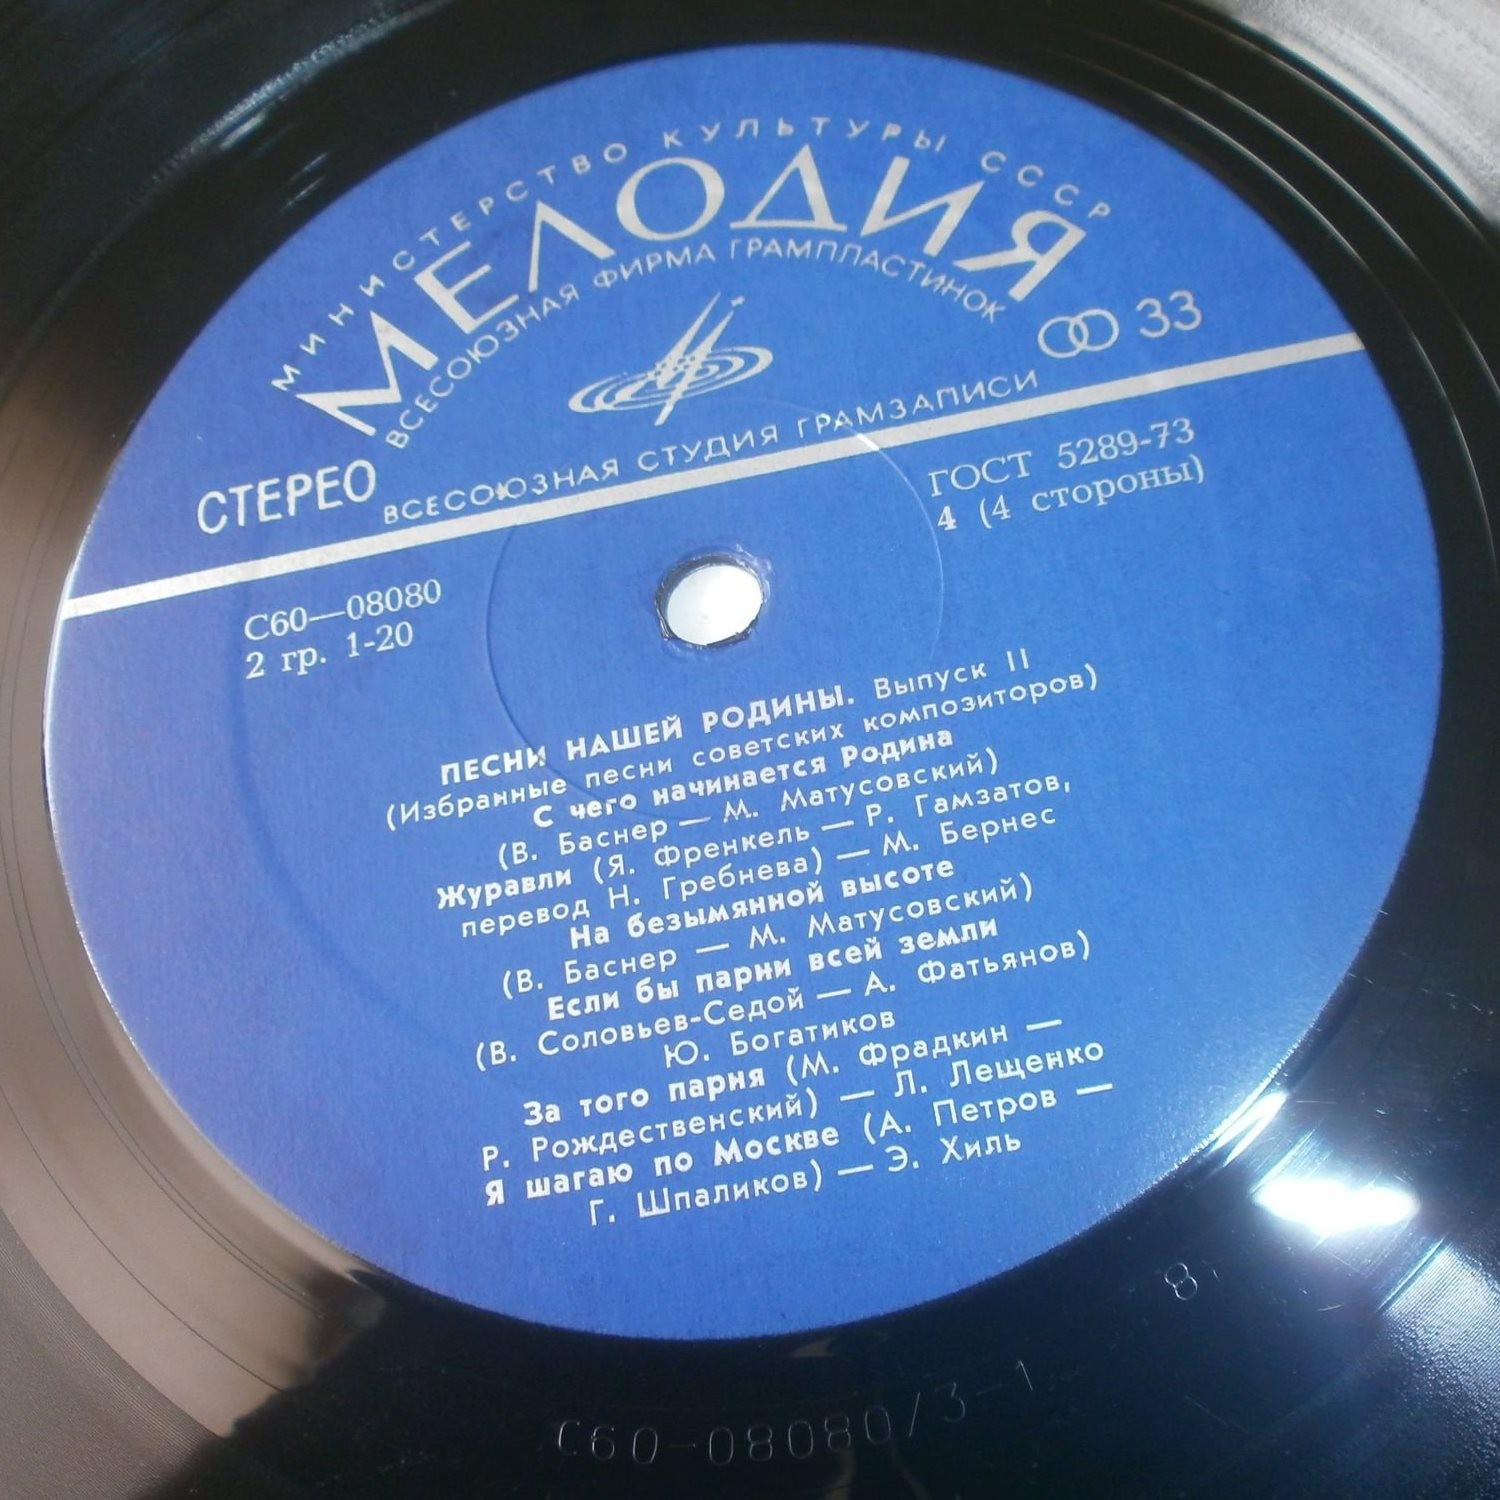 МИНИСТЕРСТВО КУЛЬТУРЫ СССР
МЕЛОДИЯ
ВСЕСОЮЗНАЯ ФИРМА ГРАМПЛАСТИНОК
33
СТЕРЕО
ВСЕСОЮЗНАЯ СТУДИЯ ГРАМЗАПИСИ
ГОСТ 5289-73
4 (4 стороны)
С60—08080
2 гр. 1-20
ПЕСНИ НАШЕЙ РОДИНЫ. Выпуск II
(Избранные песни советских композиторов)
С чего начинается Родина
(В. Баснер — М. Матусовский)
Журавли (Я. Френкель — Р. Гамзатов,
перевод Н. Гребнева) — М. Бернес
На безымянной высоте
(В. Баснер — М. Матусовский)
Если бы парни всей земли
(В. Соловьев-Седой — А. Фатьянов)
Ю. Богатиков
За того парня (М. Фрадкин —
Р. Рождественский) — Л. Лещенко
Я шагаю по Москве (А. Петров —
Г. Шпаликов) — Э. Хиль
8
С60-08080/3-1